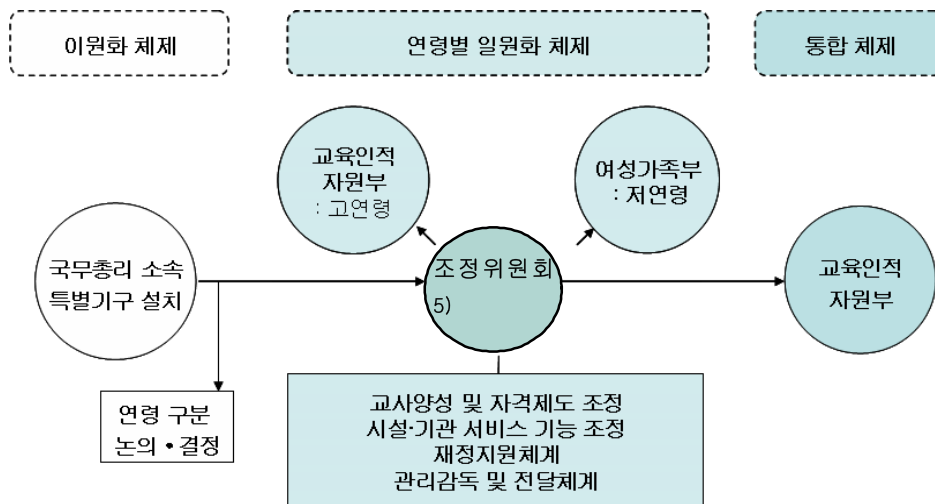 이원화 체제
연령별 일원화 체제
통합 체제
교육인적
자원부
: 고연령
여성가족부
: 저연령
국무총리 소속
특별기구 설치
조정위원회
5)
교육인적
자원부
연령 구분
논의•결정
교사양성 및 자격제도 조정
시설·기관 서비스 기능 조정
재정지원체계
관리감독 및 전달체계